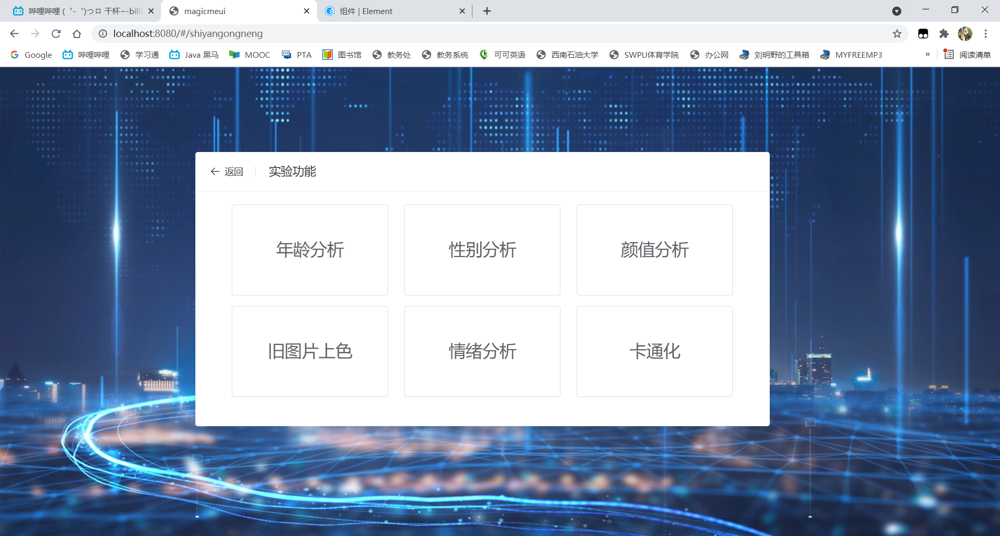 哔哩哔哩 (゜-゜)つロ 干杯~-bili
magicmeui
组件 | Element
localhost:8080/#/shiyangongneng
Google 哔哩哔哩 学习通 Java 黑马 MOOC PTA 图书馆 教务处 教务系统 可可英语 西南石油大学 SWPU体育学院 办公网 刘明野的工具箱 MYFREEMP3 » 阅读清单
返回 实验功能
年龄分析 性别分析 颜值分析
旧图片上色 情绪分析 卡通化